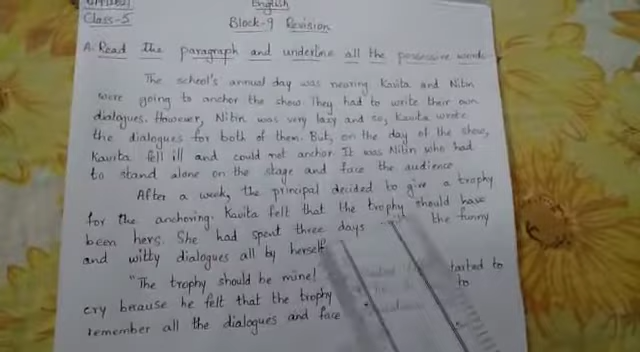 English
Class-5
Block-9 Revision
A. Read the paragraph and underline all the possessive words
The school's annual day was nearing. Kavita and Nitin
were going to anchor the show. They had to write their own
dialogues. However, Nitin was very lazy and so, Kavita wrote
the dialogues for both of them. But, on the day of the show,
Kavita fell ill and could not anchor. It was Nitin who had
to stand alone on the stage and face the audience
After a week, the principal decided to give a trophy
for the anchoring. Kavita felt that the trophy should have
been hers. She had spent three days the funny
and witty dialogues all by herself
"The trophy should be mine! started to
cry because he felt that the trophy to
remember all the dialogues and face